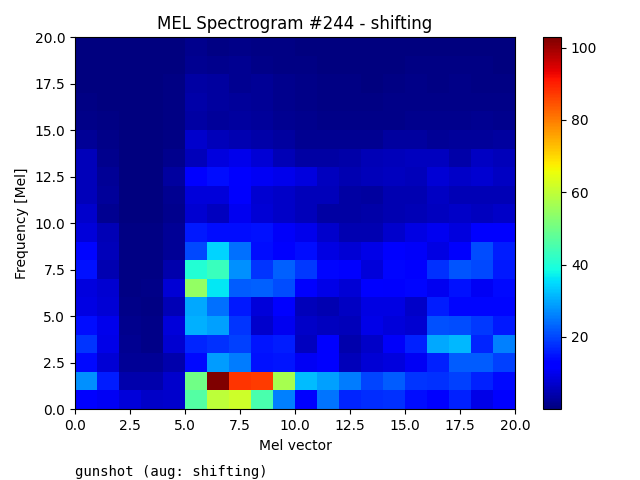 MEL Spectrogram #244 - shifting
20.0
17.5
15.0
12.5
10.0
7.5
5.0
2.5
0.0
Frequency [Mel]
0.0 2.5 5.0 7.5 10.0 12.5 15.0 17.5 20.0
Mel vector
100
80
60
40
20
gunshot (aug: shifting)